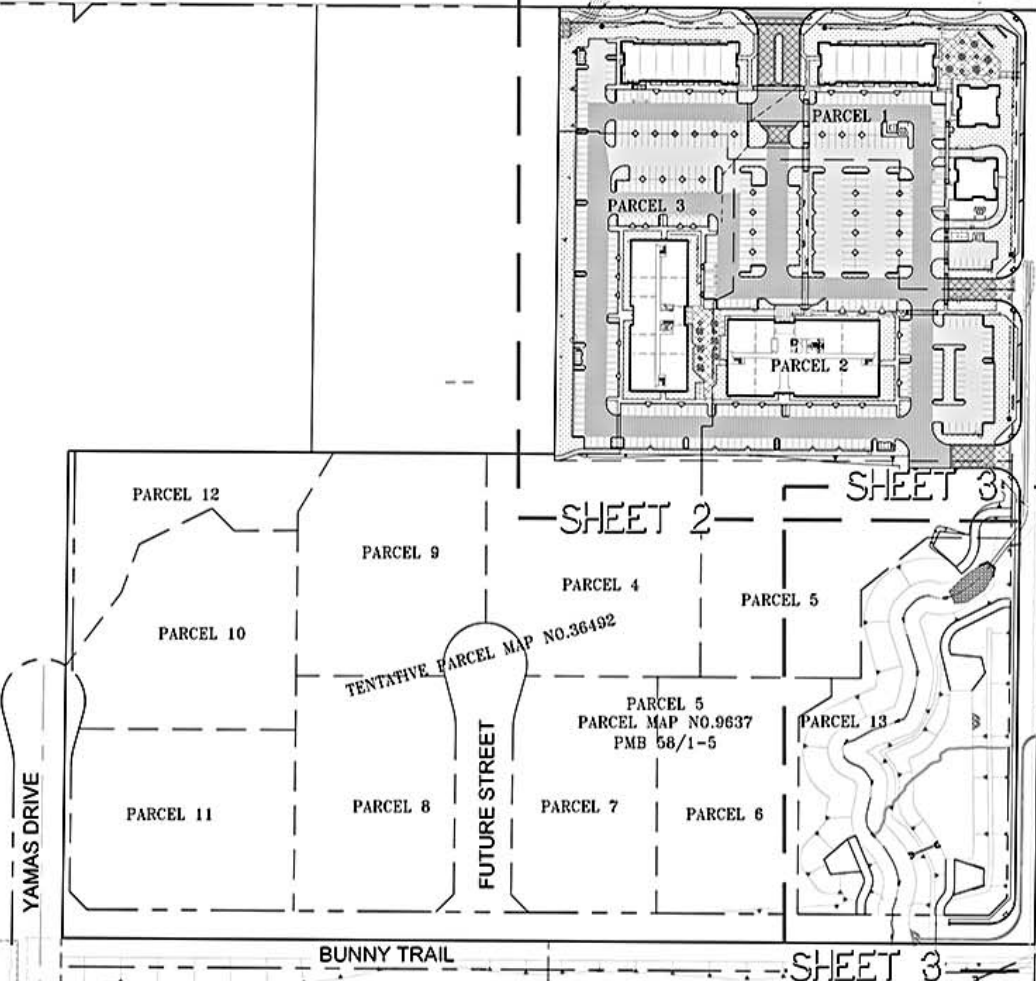 PARCEL 1
PARCEL 3
PARCEL 2
SHEET 3
SHEET 2
PARCEL 12
PARCEL 9
PARCEL 4
PARCEL 5
PARCEL 10
TENTATIVE PARCEL MAP NO.36492
PARCEL 5
PARCEL MAP NO.9637
PMB 58/1-5
PARCEL 13
PARCEL 11
PARCEL 8
PARCEL 7
PARCEL 6
YAMAS DRIVE
FUTURE STREET
BUNNY TRAIL
SHEET 3